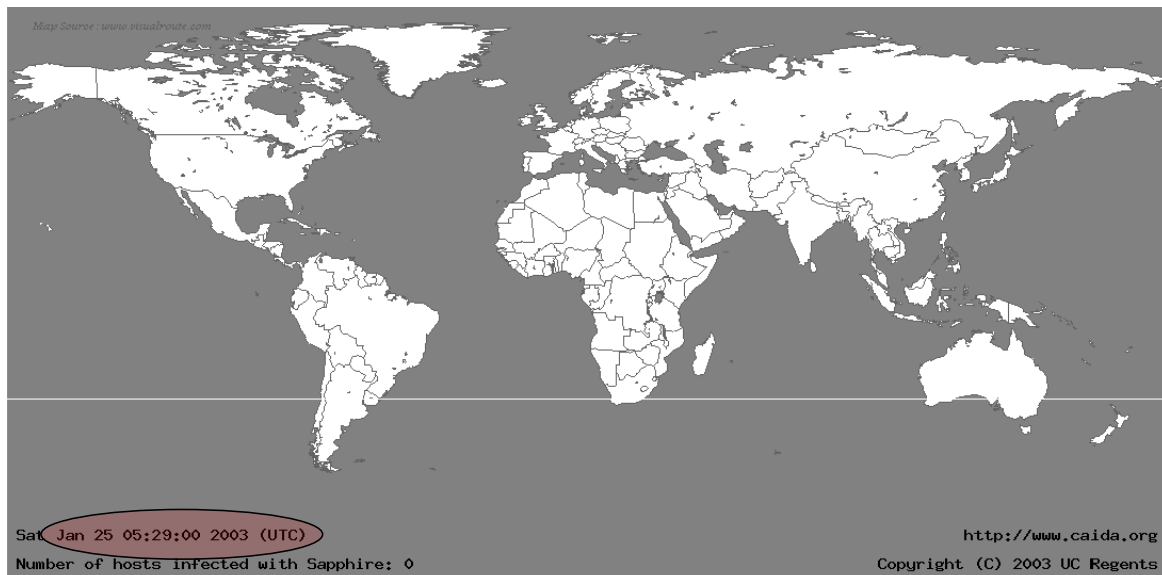 Map Source: www.visualroute.com
Sat Jan 25 05:29:00 2003 (UTC)
http://www.caida.org
Number of hosts infected with Sapphire: 0
Copyright (C) 2003 UC Regents